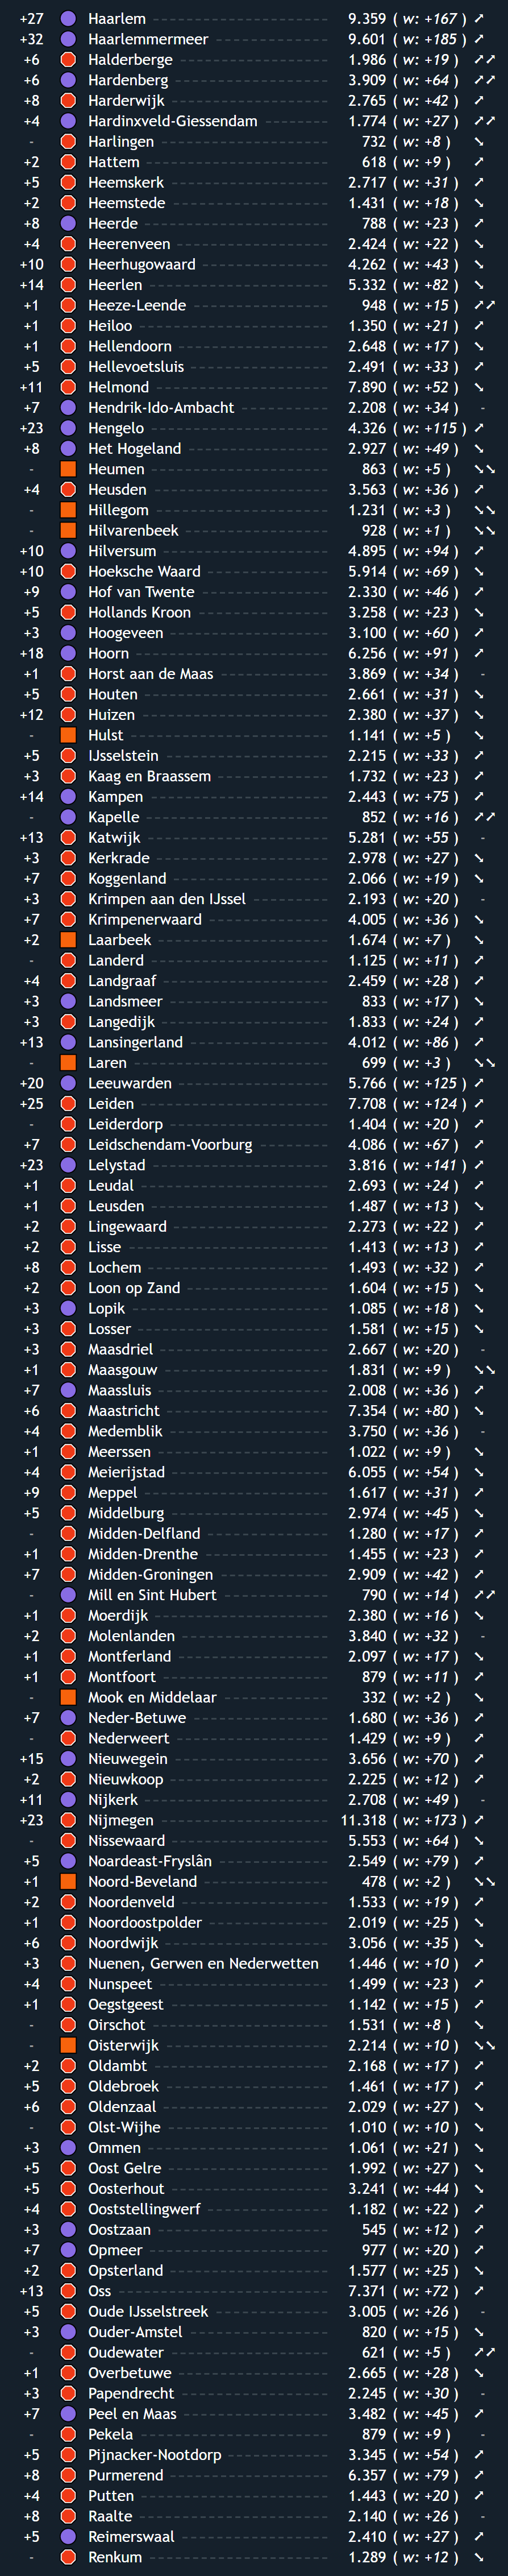 +27 Haarlem 9.359 ( w: +167 ) ➚
+32 Haarlemmermeer 9.601 ( w: +185 ) ➚
+6 Halderberge 1.986 ( w: +19 ) ➚➚
+6 Hardenberg 3.909 ( w: +64 ) ➚➚
+8 Harderwijk 2.765 ( w: +42 ) ➚
+4 Hardinxveld-Giessendam 1.774 ( w: +27 ) ➚➚
- Harlingen 732 ( w: +8 ) ➘
+2 Hattem 618 ( w: +9 ) ➚
+5 Heemskerk 2.717 ( w: +31 ) ➚
+2 Heemstede 1.431 ( w: +18 ) ➘
+8 Heerde 788 ( w: +23 ) ➚
+4 Heerenveen 2.424 ( w: +22 ) ➘
+10 Heerhugowaard 4.262 ( w: +43 ) ➘
+14 Heerlen 5.332 ( w: +82 ) ➘
+1 Heeze-Leende 948 ( w: +15 ) ➚➚
+1 Heiloo 1.350 ( w: +21 ) ➚
+1 Hellendoorn 2.648 ( w: +17 ) ➘
+5 Hellevoetsluis 2.491 ( w: +33 ) ➚
+11 Helmond 7.890 ( w: +52 ) ➘
+7 Hendrik-Ido-Ambacht 2.208 ( w: +34 ) -
+23 Hengelo 4.326 ( w: +115 ) ➚
+8 Het Hogeland 2.927 ( w: +49 ) ➘
- Heumen 863 ( w: +5 ) ➘➘
+4 Heusden 3.563 ( w: +36 ) ➚
- Hillegom 1.231 ( w: +3 ) ➘➘
- Hilvarenbeek 928 ( w: +1 ) ➘➘
+10 Hilversum 4.895 ( w: +94 ) ➚
+10 Hoeksche Waard 5.914 ( w: +69 ) ➘
+9 Hof van Twente 2.330 ( w: +46 ) ➚
+5 Hollands Kroon 3.258 ( w: +23 ) ➘
+3 Hoogeveen 3.100 ( w: +60 ) ➚
+18 Hoorn 6.256 ( w: +91 ) ➚
+1 Horst aan de Maas 3.869 ( w: +34 ) -
+5 Houten 2.661 ( w: +31 ) ➘
+12 Huizen 2.380 ( w: +37 ) ➘
- Hulst 1.141 ( w: +5 ) ➘
+5 IJsselstein 2.215 ( w: +33 ) ➚
+3 Kaag en Braassem 1.732 ( w: +23 ) ➚
+14 Kampen 2.443 ( w: +75 ) ➚
- Kapelle 852 ( w: +16 ) ➚➚
+13 Katwijk 5.281 ( w: +55 ) -
+3 Kerkrade 2.978 ( w: +27 ) ➘
+7 Koggenland 2.066 ( w: +19 ) ➘
+3 Krimpen aan den IJssel 2.193 ( w: +20 ) -
+7 Krimpenerwaard 4.005 ( w: +36 ) ➘
+2 Laarbeek 1.674 ( w: +7 ) ➘
- Landerd 1.125 ( w: +11 ) ➚
+4 Landgraaf 2.459 ( w: +28 ) ➚
+3 Landsmeer 833 ( w: +17 ) ➘
+3 Langedijk 1.833 ( w: +24 ) ➚
+13 Lansingerland 4.012 ( w: +86 ) ➚
- Laren 699 ( w: +3 ) ➘➘
+20 Leeuwarden 5.766 ( w: +125 ) ➚
+25 Leiden 7.708 ( w: +124 ) ➚
- Leiderdorp 1.404 ( w: +20 ) ➚
+7 Leidschendam-Voorburg 4.086 ( w: +67 ) ➚
+23 Lelystad 3.816 ( w: +141 ) ➚
+1 Leudal 2.693 ( w: +24 ) ➚
+1 Leusden 1.487 ( w: +13 ) ➘
+2 Lingewaard 2.273 ( w: +22 ) ➚
+2 Lisse 1.413 ( w: +13 ) ➚
+8 Lochem 1.493 ( w: +32 ) ➚
+2 Loon op Zand 1.604 ( w: +15 ) ➘
+3 Lopik 1.085 ( w: +18 ) ➘
+3 Losser 1.581 ( w: +15 ) ➘
+3 Maasdriel 2.667 ( w: +20 ) -
+1 Maasgouw 1.831 ( w: +9 ) ➘➘
+7 Maassluis 2.008 ( w: +36 ) ➚
+6 Maastricht 7.354 ( w: +80 ) ➘
+4 Medemblik 3.750 ( w: +36 ) -
+1 Meerssen 1.022 ( w: +9 ) ➘
+4 Meierijstad 6.055 ( w: +54 ) ➘
+9 Meppel 1.617 ( w: +31 ) ➚
+5 Middelburg 2.974 ( w: +45 ) ➘
- Midden-Delfland 1.280 ( w: +17 ) ➚
+1 Midden-Drenthe 1.455 ( w: +23 ) ➚
+7 Midden-Groningen 2.909 ( w: +42 ) ➚
- Mill en Sint Hubert 790 ( w: +14 ) ➚➚
+1 Moerdijk 2.380 ( w: +16 ) ➘
+2 Molenlanden 3.840 ( w: +32 ) -
+1 Montferland 2.097 ( w: +17 ) ➘
+1 Montfoort 879 ( w: +11 ) ➚
- Mook en Middelaar 332 ( w: +2 ) ➘
+7 Neder-Betuwe 1.680 ( w: +36 ) ➚
- Nederweert 1.429 ( w: +9 ) ➚
+15 Nieuwegein 3.656 ( w: +70 ) ➚
+2 Nieuwkoop 2.225 ( w: +12 ) ➚
+11 Nijkerk 2.708 ( w: +49 ) -
+23 Nijmegen 11.318 ( w: +173 ) ➚
- Nissewaard 5.553 ( w: +64 ) ➘
+5 Noardeast-Fryslân 2.549 ( w: +79 ) ➚
+1 Noord-Beveland 478 ( w: +2 ) ➘➘
+2 Noordenveld 1.533 ( w: +19 ) ➚
+1 Noordoostpolder 2.019 ( w: +25 ) ➘
+6 Noordwijk 3.056 ( w: +35 ) ➘
+3 Nuenen, Gerwen en Nederwetten 1.446 ( w: +10 ) ➚
+4 Nunspeet 1.499 ( w: +23 ) ➚
+1 Oegstgeest 1.142 ( w: +15 ) ➚
- Oirschot 1.531 ( w: +8 ) ➘
- Oisterwijk 2.214 ( w: +10 ) ➘➘
+2 Oldambt 2.168 ( w: +17 ) ➚
+5 Oldebroek 1.461 ( w: +17 ) ➚
+6 Oldenzaal 2.029 ( w: +27 ) ➘
- Olst-Wijhe 1.010 ( w: +10 ) ➘
+3 Ommen 1.061 ( w: +21 ) ➘
+5 Oost Gelre 1.992 ( w: +27 ) ➘
+5 Oosterhout 3.241 ( w: +44 ) ➘
+4 Ooststellingwerf 1.182 ( w: +22 ) ➚
+3 Oostzaan 545 ( w: +12 ) ➚
+7 Opmeer 977 ( w: +20 ) ➚
+2 Opsterland 1.577 ( w: +25 ) ➘
+13 Oss 7.371 ( w: +72 ) ➚
+5 Oude IJsselstreek 3.005 ( w: +26 ) -
+3 Ouder-Amstel 820 ( w: +15 ) ➘
- Oudewater 621 ( w: +5 ) ➚➚
+1 Overbetuwe 2.665 ( w: +28 ) ➘
+3 Papendrecht 2.245 ( w: +30 ) -
+7 Peel en Maas 3.482 ( w: +45 ) ➚
- Pekela 879 ( w: +9 ) -
+5 Pijnacker-Nootdorp 3.345 ( w: +54 ) ➚
+8 Purmerend 6.357 ( w: +79 ) ➚
+4 Putten 1.443 ( w: +20 ) ➚
+8 Raalte 2.140 ( w: +26 ) -
+5 Reimerswaal 2.410 ( w: +27 ) ➚
- Renkum 1.289 ( w: +12 ) ➘